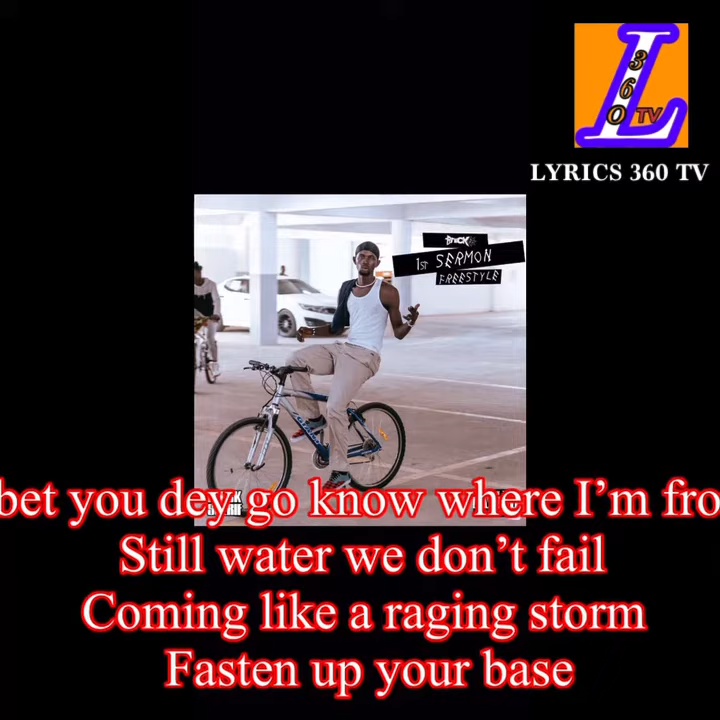 L
360
TV
LYRICS 360 TV
BlacK
1ST SERMON
FREESTYLE
bet you dey go know where I’m fro
Still water we don’t fail
Coming like a raging storm
Fasten up your base